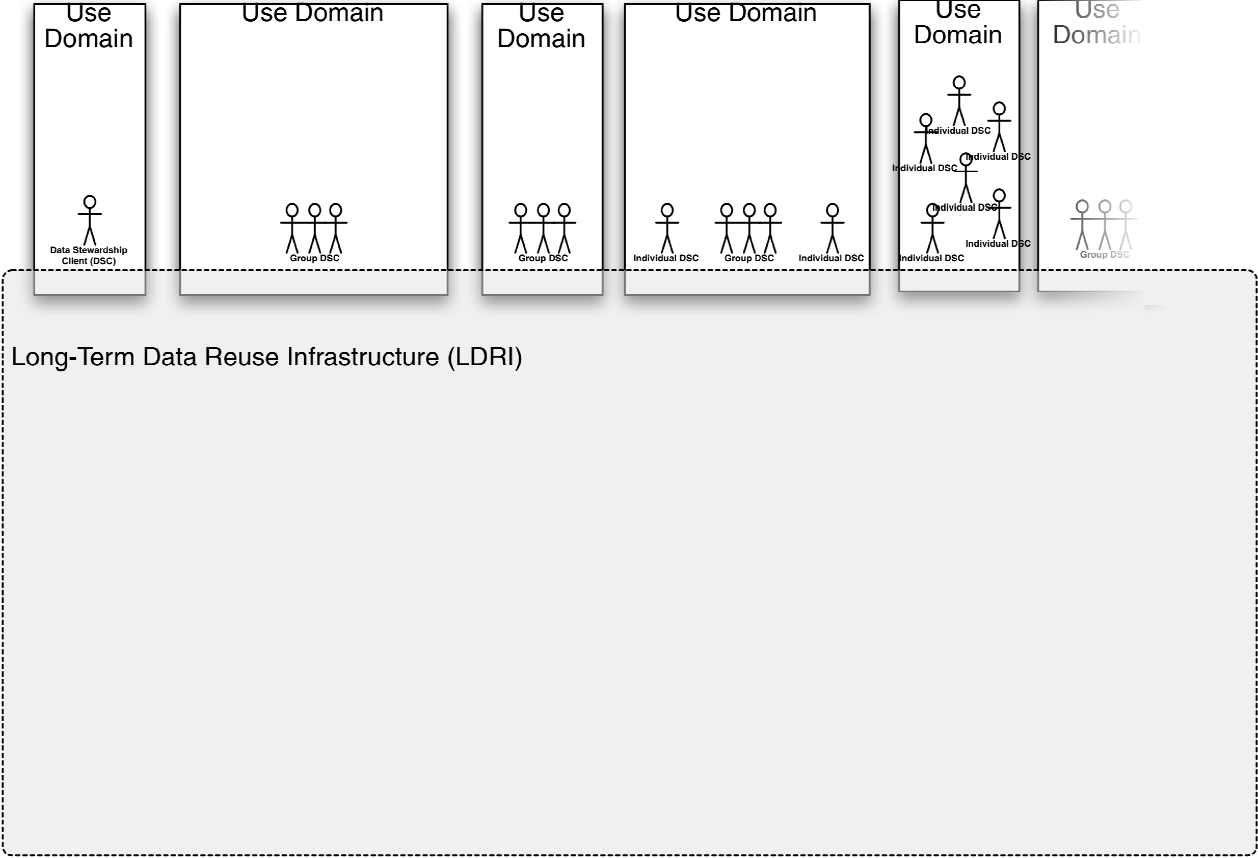 Use
Domain
Use Domain
Use
Domain
Use Domain
Use
Domain
Use
Domain
Individual DSC
Individual DSC
Individual DSC
Individual DSC
Individual DSC
Individual DSC
Data Stewardship
Client (DSC)
Group DSC
Group DSC
Individual DSC
Group DSC
Individual DSC
Group DSC
Long-Term Data Reuse Infrastructure (LDRI)